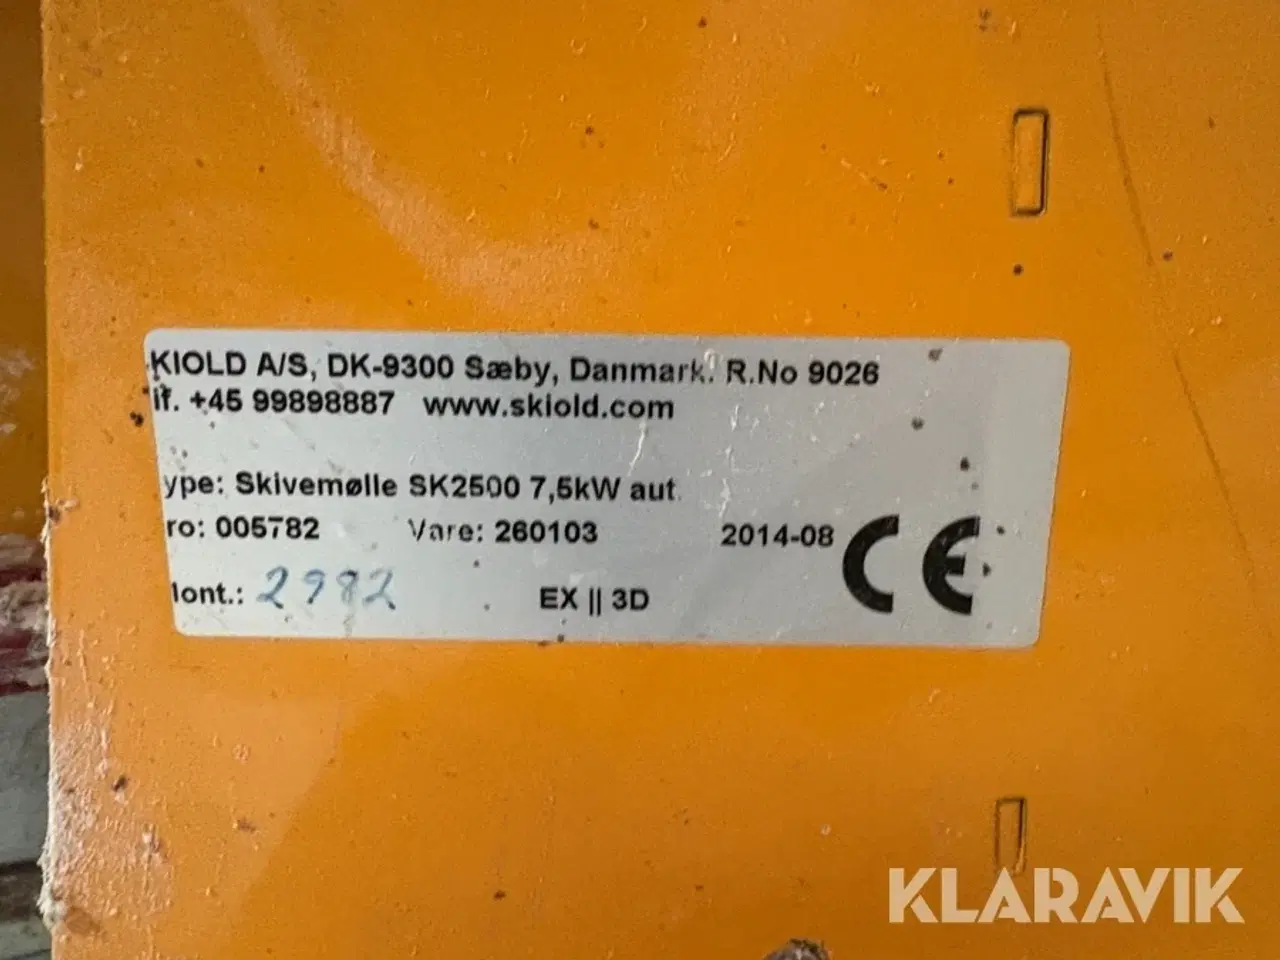 KIOLD A/S, DK-9300 Sæby, Danmark. R.No 9026
lf. +45 99898887 www.skiold.com
ype: Skivemølle SK2500 7,5kW aut.
ro: 005782 Vare: 260103 2014-08 CE
lont.: 2982 EX || 3D
KLARAVIK